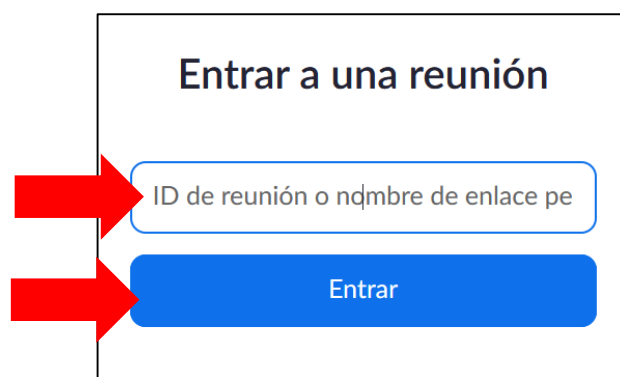 Entrar a una reunión
ID de reunión o nombre de enlace pe
Entrar